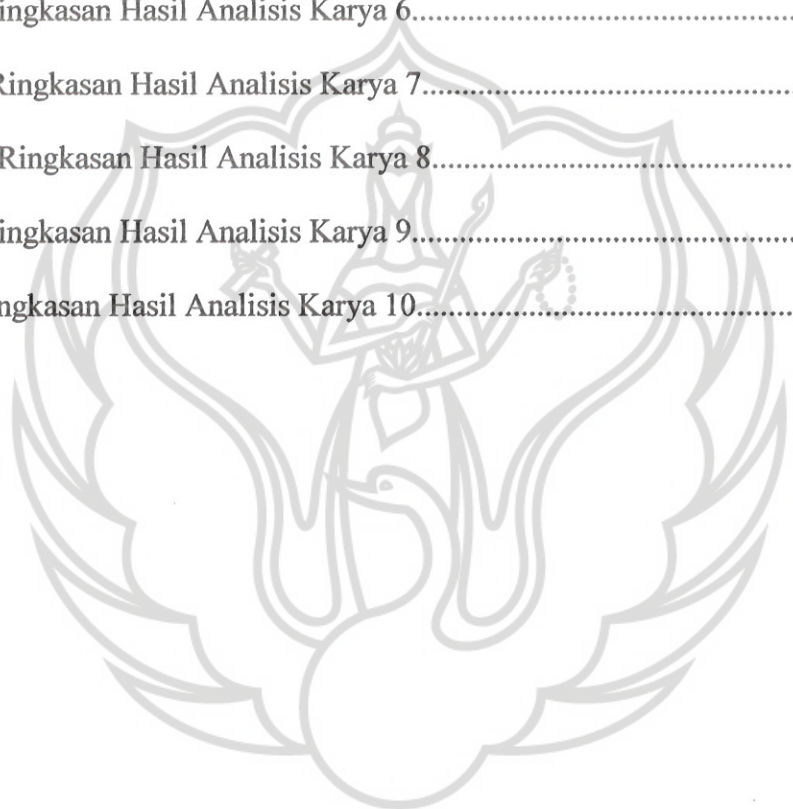 ingkasan Hasil Analisis Karya 6..........................................
Ringkasan Hasil Analisis Karya 7..........................................
Ringkasan Hasil Analisis Karya 8..........................................
ingkasan Hasil Analisis Karya 9..........................................
ngkasan Hasil Analisis Karya 10..........................................